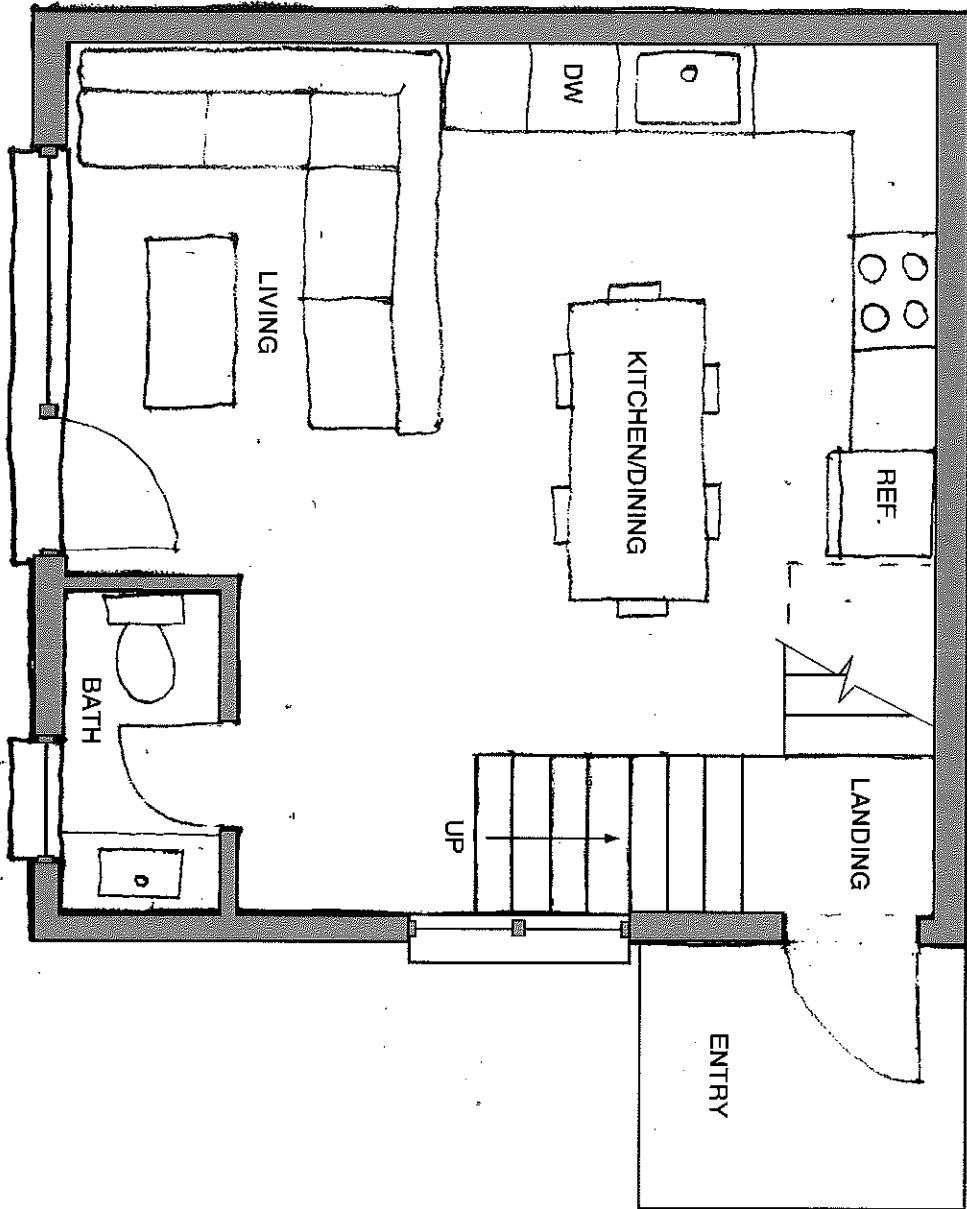 DW
LIVING
KITCHEN/DINING
REF.
BATH
UP
LANDING
ENTRY